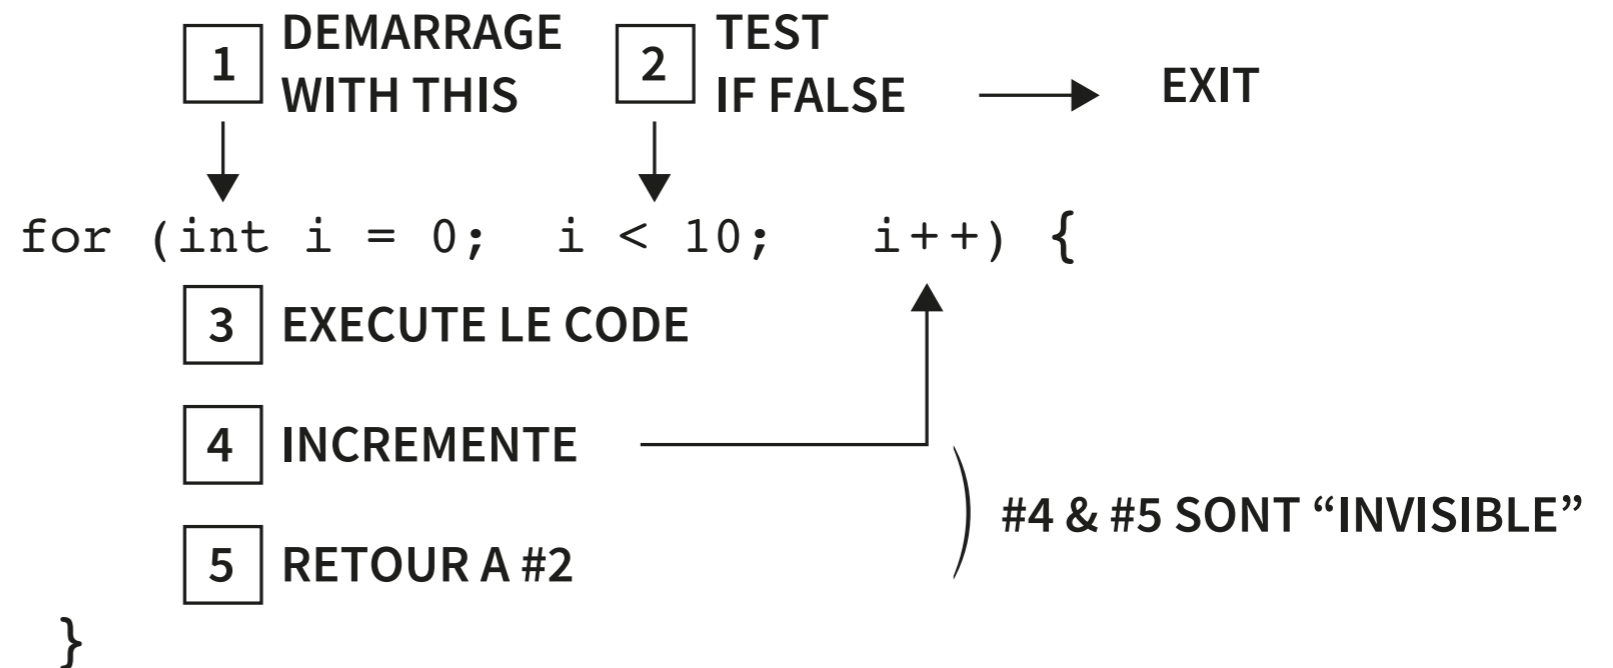 1 DEMARRAGE
WITH THIS
2 TEST
IF FALSE
EXIT
for (int i = 0; i < 10; i++) {
3 EXECUTE LE CODE
4 INCREMENTE
#4 & #5 SONT “INVISIBLE”
5 RETOUR A #2
}